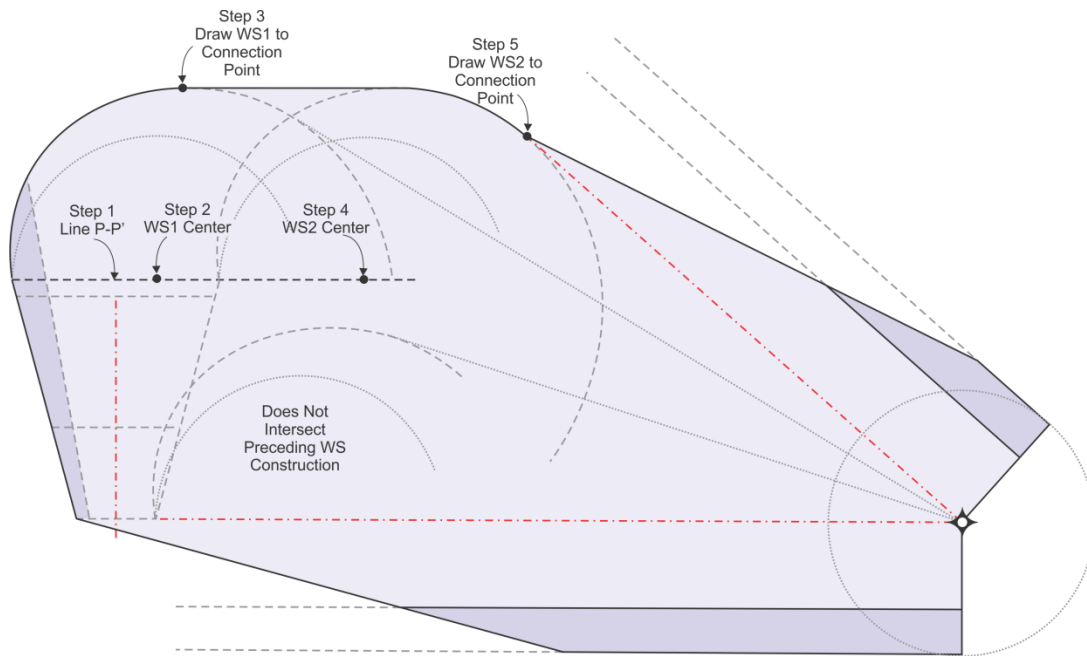 Step 3
Draw WS1 to
Connection
Point
Step 5
Draw WS2 to
Connection
Point
Step 1
Line P-P'
Step 2
WS1 Center
Step 4
WS2 Center
Does Not
Intersect
Preceding WS
Construction